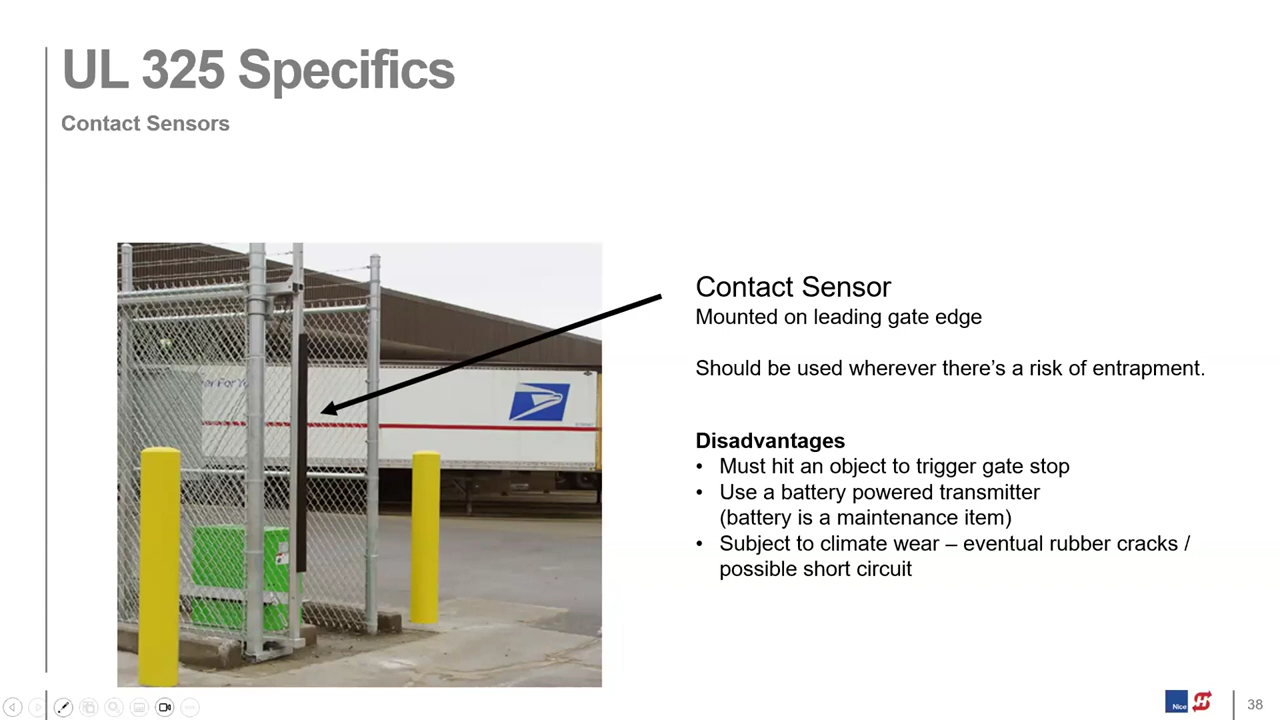 UL 325 Specifics
Contact Sensors
Contact Sensor
Mounted on leading gate edge
Should be used wherever there’s a risk of entrapment.
Disadvantages
• Must hit an object to trigger gate stop
• Use a battery powered transmitter
(battery is a maintenance item)
• Subject to climate wear – eventual rubber cracks /
possible short circuit
Nice
H
38